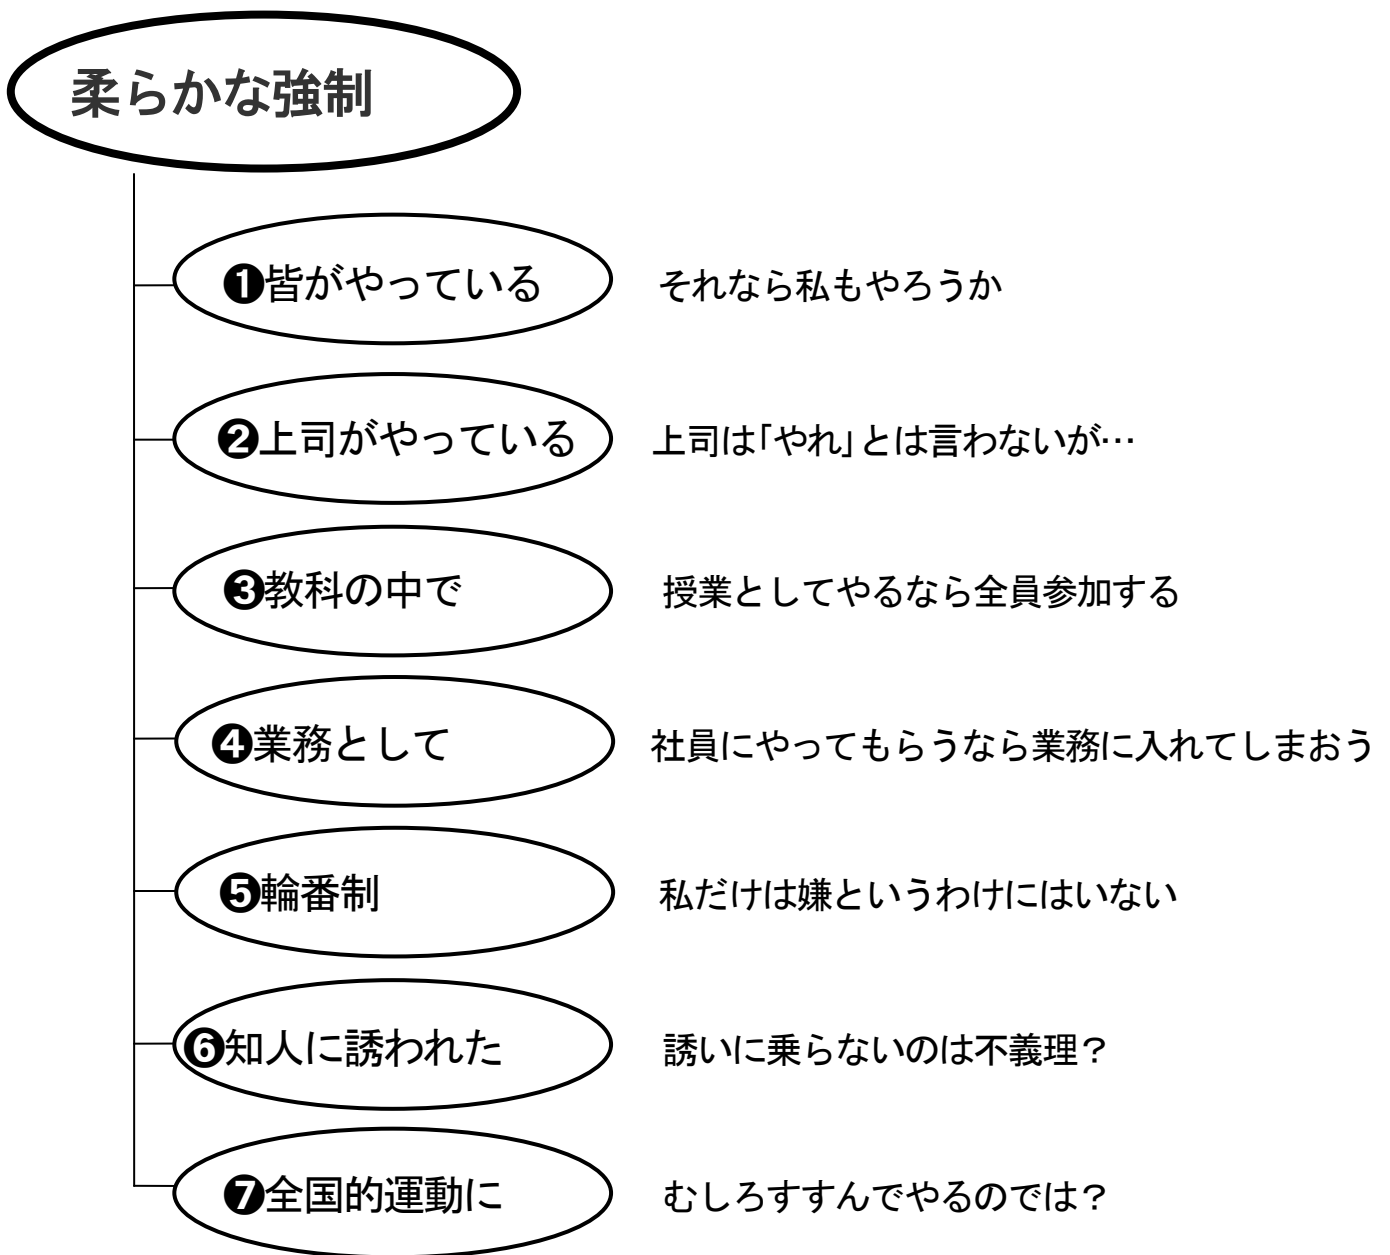 柔らかな強制
❶皆がやっている　それなら私もやろうか
❷上司がやっている　上司は「やれ」とは言わないが…
❸教科の中で　授業としてやるなら全員参加する
❹業務として　社員にやってもらうなら業務に入れてしまおう
❺輪番制　私だけは嫌というわけにはいない
❻知人に誘われた　誘いに乗らないのは不義理？
❼全国的運動に　むしろすすんでやるのでは？